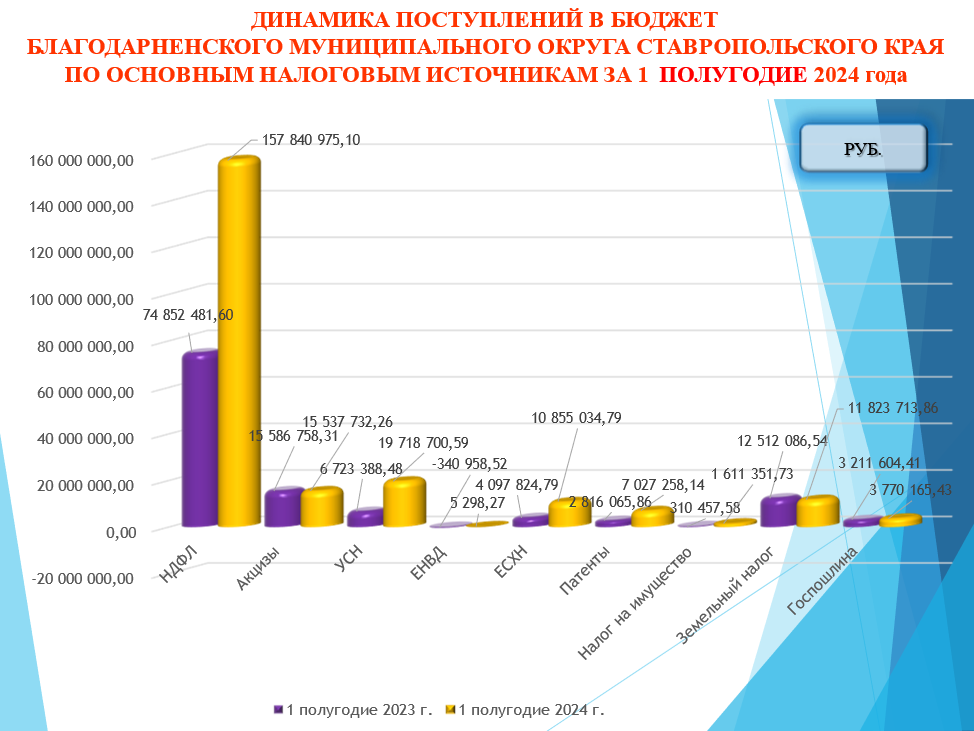 ДИНАМИКА ПОСТУПЛЕНИЙ В БЮДЖЕТ
БЛАГОДАРНЕНСКОГО МУНИЦИПАЛЬНОГО ОКРУГА СТАВРОПОЛЬСКОГО КРАЯ
ПО ОСНОВНЫМ НАЛОГОВЫМ ИСТОЧНИКАМ ЗА 1 ПОЛУГОДИЕ 2024 года
РУБ.
160 000 000,00
140 000 000,00
120 000 000,00
100 000 000,00
80 000 000,00
60 000 000,00
40 000 000,00
20 000 000,00
0,00
-20 000 000,00
74 852 481,60
157 840 975,10
15 586 758,31
15 537 732,26
6 723 388,48
19 718 700,59
-340 958,52
5 298,27
4 097 824,79
10 855 034,79
2 816 065,86
7 027 258,14
310 457,58
1 611 351,73
12 512 086,54
11 823 713,86
3 211 604,41
3 770 165,43
НДФЛ
Акцизы
УСН
ЕНВД
ЕСХН
Патенты
Налог на имущество
Земельный налог
Госпошлина
1 полугодие 2023 г.
1 полугодие 2024 г.